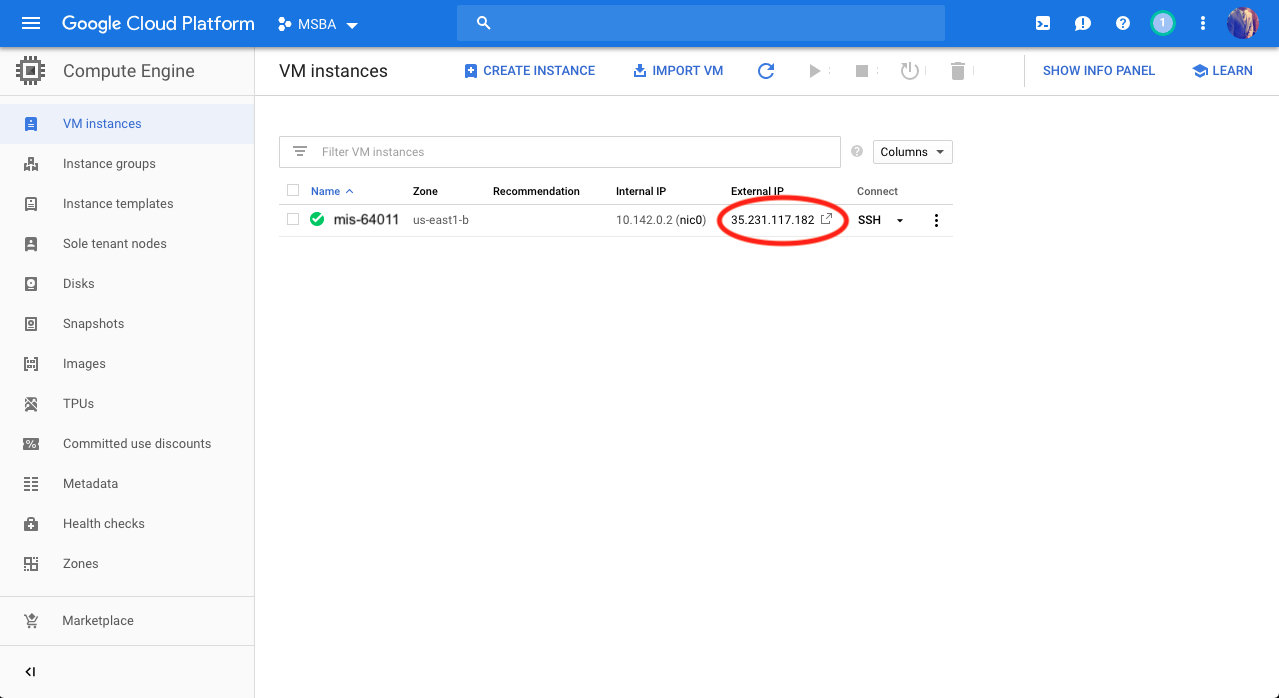 Google Cloud Platform MSBA 1
Compute Engine VM instances CREATE INSTANCE IMPORT VM SHOW INFO PANEL LEARN
VM instances
Instance groups
Instance templates
Sole tenant nodes
Disks
Snapshots
Images
TPUs
Committed use discounts
Metadata
Health checks
Zones
Marketplace
Filter VM instances Columns
Name Zone Recommendation Internal IP External IP Connect
mis-64011 us-east1-b 10.142.0.2 (nic0) 35.231.117.182 SSH